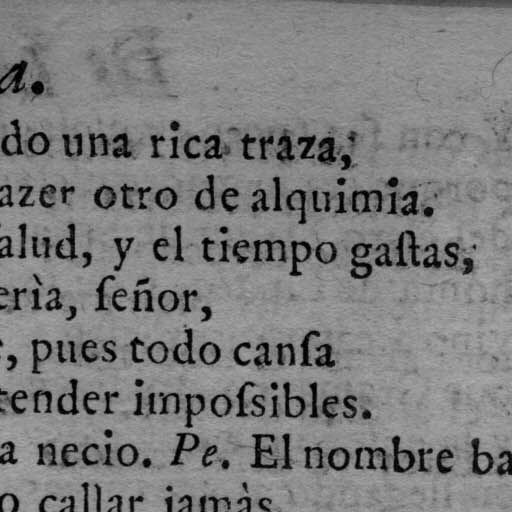 a.
do una rica traza,
azer otro de alquimia.
alud, y el tiempo gaſtas,
erìa, ſeñor,
, pues todo canſa
tender impoſsibles.
a necio. Pe. El nombre ba
o callar jamàs